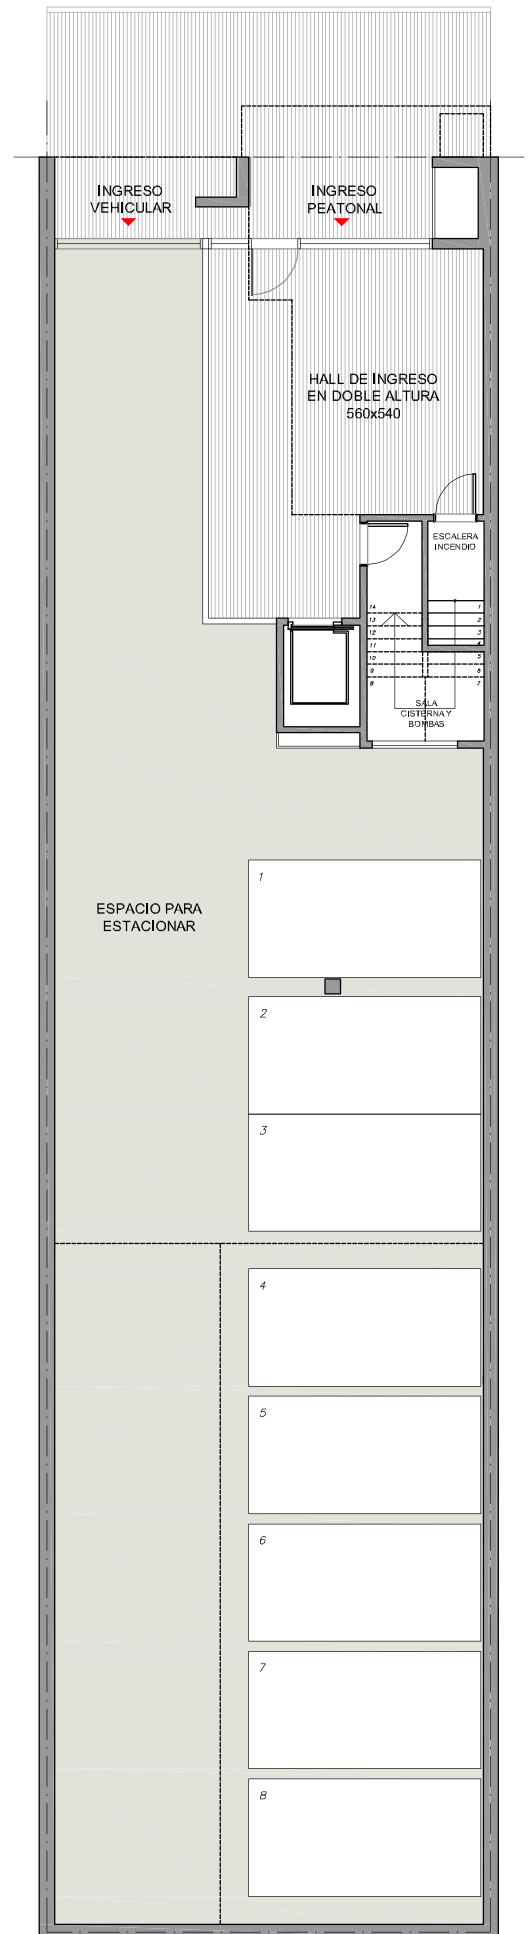 INGRESO
VEHICULAR
INGRESO
PEATONAL
HALL DE INGRESO
EN DOBLE ALTURA
560x540
ESCALERA
INCENDIO
14
13
12
11
10
9
8
1
2
3
4
5
6
7
SALA
CISTERNA Y
BOMBAS
ESPACIO PARA
ESTACIONAR
1
2
3
4
5
6
7
8